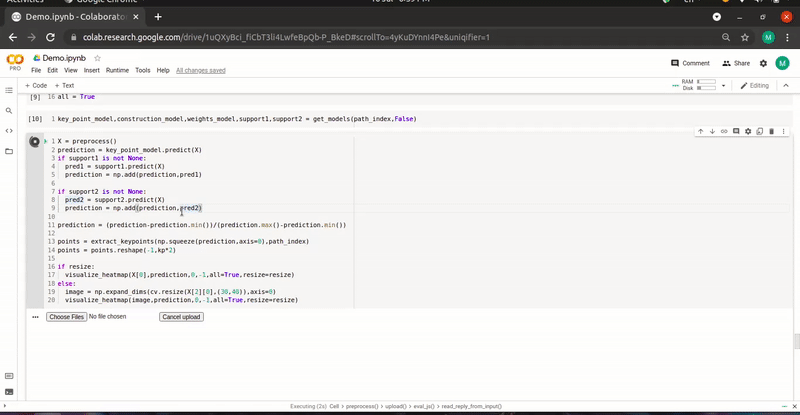 Activities
Google Chrome
10 Jul 6:55 PM
Demo.ipynb - Colaborato
colab.research.google.com/drive/1uQXyBci_fiCbT3li4LwfeBpQb-P_BkeD#scrollTo=4yKuDYnnI4Pe&uniqifier=1
PRO
Demo.ipynb
File Edit View Insert Runtime Tools Help All changes saved
Comment Share M
+ Code + Text
RAM
Disk
Editing
[9] 16 all = True
[10] 1 key_point_model,construction_model,weights_model,support1,support2 = get_models(path_index,False)
1 X = preprocess()
2 prediction = key_point_model.predict(X)
3 if support1 is not None:
4 pred1 = support1.predict(X)
5 prediction = np.add(prediction,pred1)
6
7 if support2 is not None:
8 pred2 = support2.predict(X)
9 prediction = np.add(prediction,pred2)
10
11 prediction = (prediction-prediction.min())/(prediction.max()-prediction.min())
12
13 points = extract_keypoints(np.squeeze(prediction,axis=0),path_index)
14 points = points.reshape(-1,kp*2)
15
16 if resize:
17 visualize_heatmap(X[0],prediction,0,-1,all=True,resize=resize)
18 else:
19 image = np.expand_dims(cv.resize(X[2][0],(30,40)),axis=0)
20 visualize_heatmap(image,prediction,0,-1,all=True,resize=resize)
Choose Files No file chosen Cancel upload
Executing (2s) Cell > preprocess() > upload() > eval_js() > read_reply_from_input()